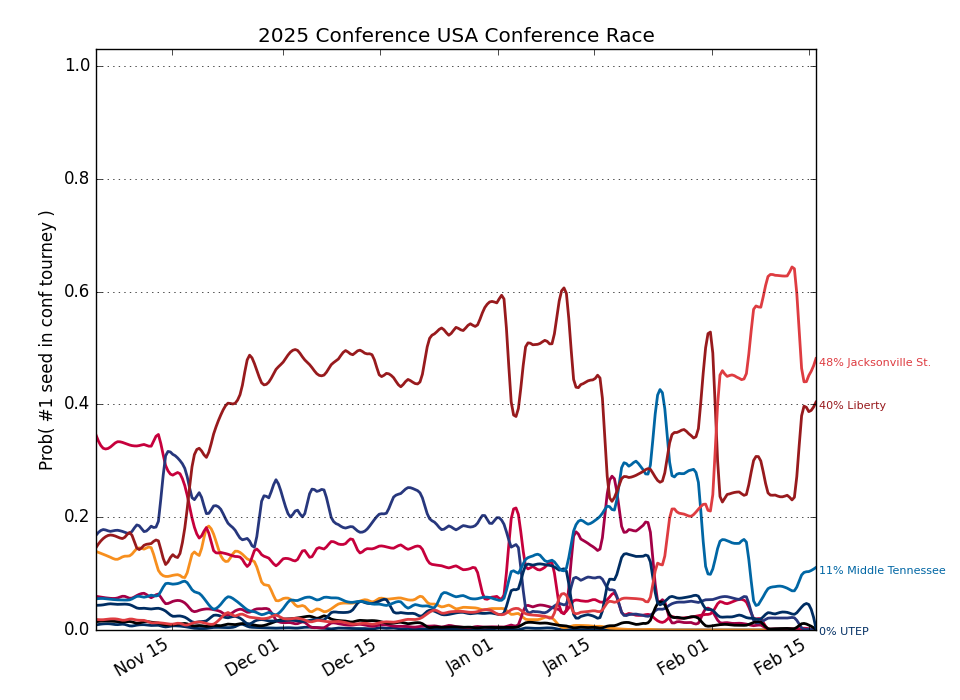 2025 Conference USA Conference Race
Prob( #1 seed in conf tourney )
1.0
0.8
0.6
0.4
0.2
0.0
48% Jacksonville St.
40% Liberty
11% Middle Tennessee
0% UTEP
Nov 15
Dec 01
Dec 15
Jan 01
Jan 15
Feb 01
Feb 15